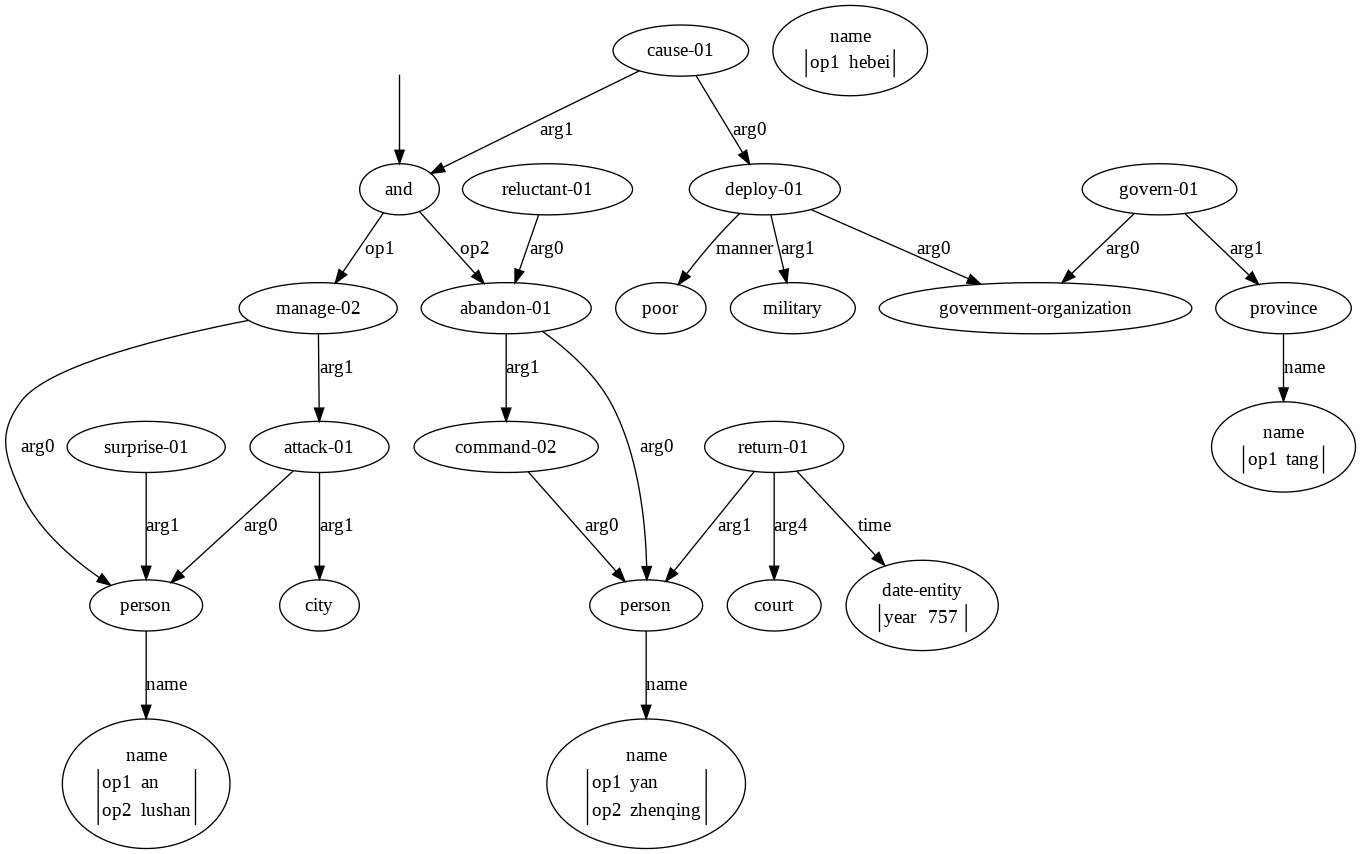 cause-01
name
op1 hebei
arg1
arg0
and
reluctant-01
deploy-01
govern-01
op1
op2
arg0
manner
arg1
arg0
arg0
arg1
manage-02
abandon-01
poor
military
government-organization
province
arg1
arg1
name
arg0
surprise-01
attack-01
command-02
arg0
return-01
name
op1 tang
arg1
arg0
arg1
arg0
arg1
arg4
time
person
city
person
court
date-entity
year 757
name
name
name
op1 an
op2 lushan
name
op1 yan
op2 zhenqing